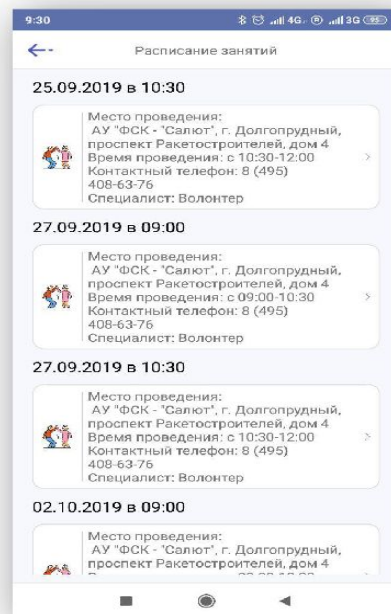 9:30 4G 3G 95
Расписание занятий
25.09.2019 в 10:30
Место проведения:
АУ "ФСК - "Салют", г. Долгопрудный,
проспект Ракетостроителей, дом 4
Время проведения: с 10:30-12:00
Контактный телефон: 8 (495)
408-63-76
Специалист: Волонтер
27.09.2019 в 09:00
Место проведения:
АУ "ФСК - "Салют", г. Долгопрудный,
проспект Ракетостроителей, дом 4
Время проведения: с 09:00-10:30
Контактный телефон: 8 (495)
408-63-76
Специалист: Волонтер
27.09.2019 в 10:30
Место проведения:
АУ "ФСК - "Салют", г. Долгопрудный,
проспект Ракетостроителей, дом 4
Время проведения: с 10:30-12:00
Контактный телефон: 8 (495)
408-63-76
Специалист: Волонтер
02.10.2019 в 09:00
Место проведения:
АУ "ФСК - "Салют", г. Долгопрудный,
проспект Ракетостроителей, дом 4